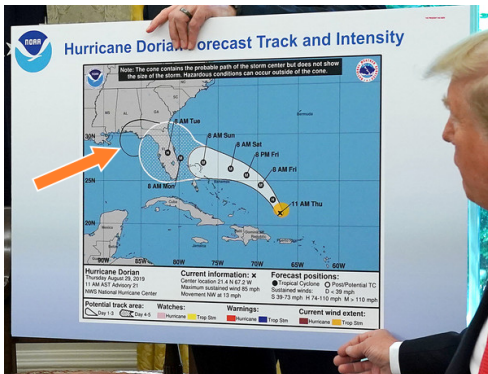 NOAA
Hurricane Dorian Forecast Track and Intensity
Note: The cone contains the probable path of the storm center but does not show
the size of the storm. Hazardous conditions can occur outside of the cone.
Bermuda
8 AM Tue
30N
8 AM Sun
8 AM Sat
8 PM Fri
8 AM Fri
25N
8 AM Mon
11 AM Thu
20N
Mexico
Cuba
90W
85W
80W
75W
70W
65W
60W
Hurricane Dorian
Thursday August 29, 2019
11 AM AST Advisory 21
NWS National Hurricane Center
Current information: x
Center location 21.4 N 67.2 W
Maximum sustained wind 85 mph
Movement NW at 13 mph
Forecast positions:
Tropical Cyclone Post/Potential TC
Sustained winds: D < 39 mph
S 39-73 mph H 74-110 mph M > 110 mph
Potential track area:
Day 1-3 Day 4-5
Watches:
Hurricane Trop Stm
Warnings:
Hurricane Trop Stm
Current wind extent:
Hurricane Trop Stm